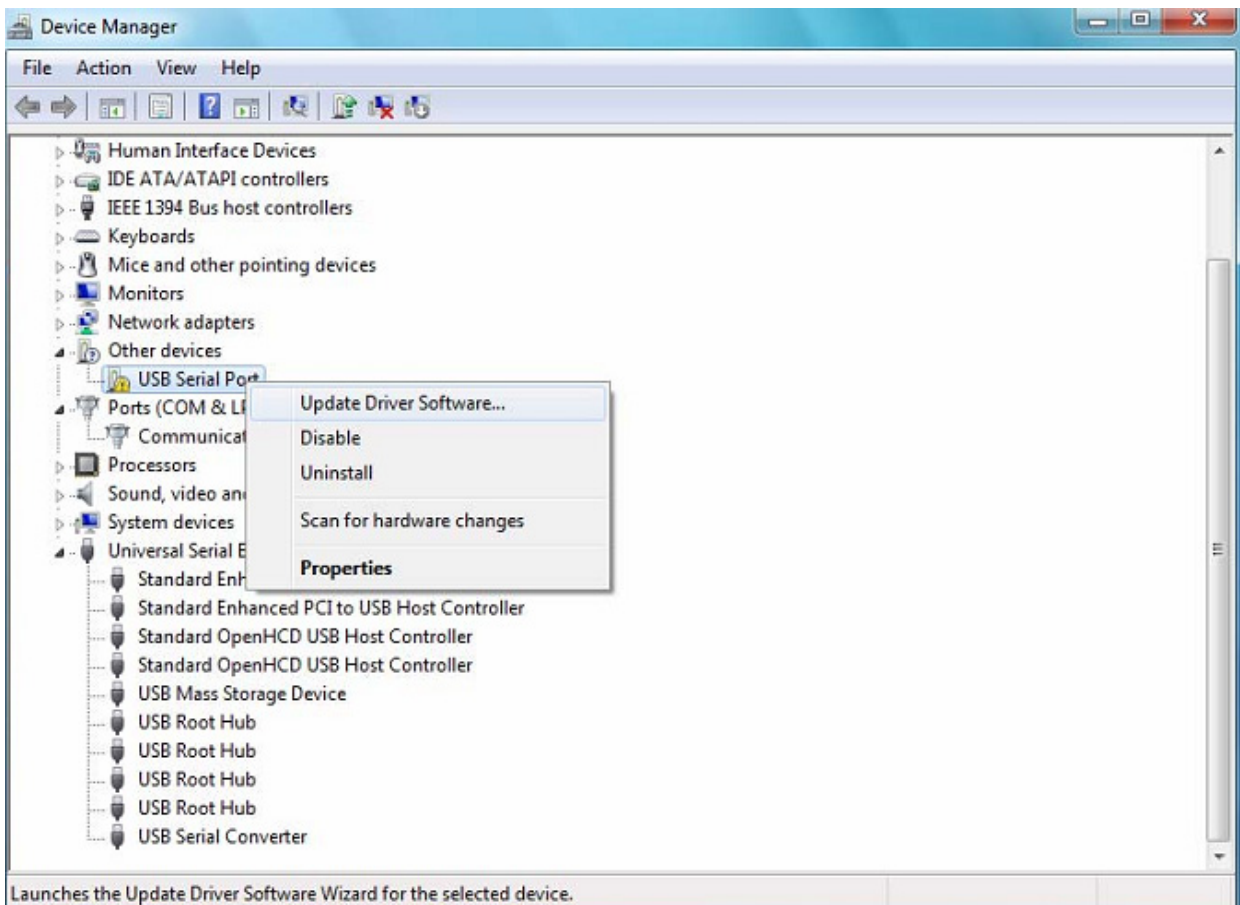 Device Manager
File Action View Help
Human Interface Devices
IDE ATA/ATAPI controllers
IEEE 1394 Bus host controllers
Keyboards
Mice and other pointing devices
Monitors
Network adapters
Other devices
USB Serial Port
Update Driver Software...
Ports (COM & LP
Communicat
Disable
Processors
Uninstall
Sound, video an
System devices
Scan for hardware changes
Universal Serial B
Properties
Standard Enh
Standard Enhanced PCI to USB Host Controller
Standard OpenHCD USB Host Controller
Standard OpenHCD USB Host Controller
USB Mass Storage Device
USB Root Hub
USB Root Hub
USB Root Hub
USB Root Hub
USB Serial Converter
Launches the Update Driver Software Wizard for the selected device.